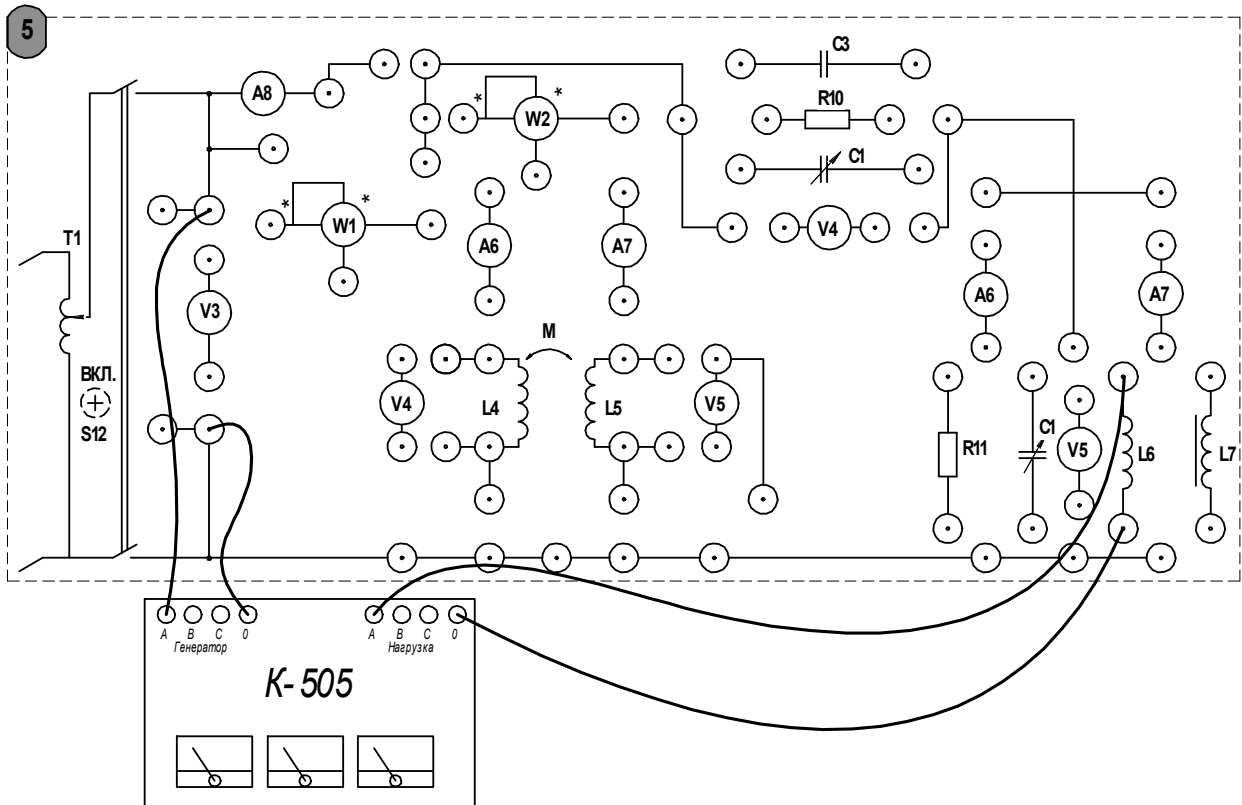 5
C3
A8
R10
* W2 *
C1
* W1 *
A6
A7
V4
T1
V3
A6
A7
M
ВКЛ.
S12
V4
L4
L5
V5
R11
C1
V5
L6
L7
A B C 0
Генератор
A B C 0
Нагрузка
К-505